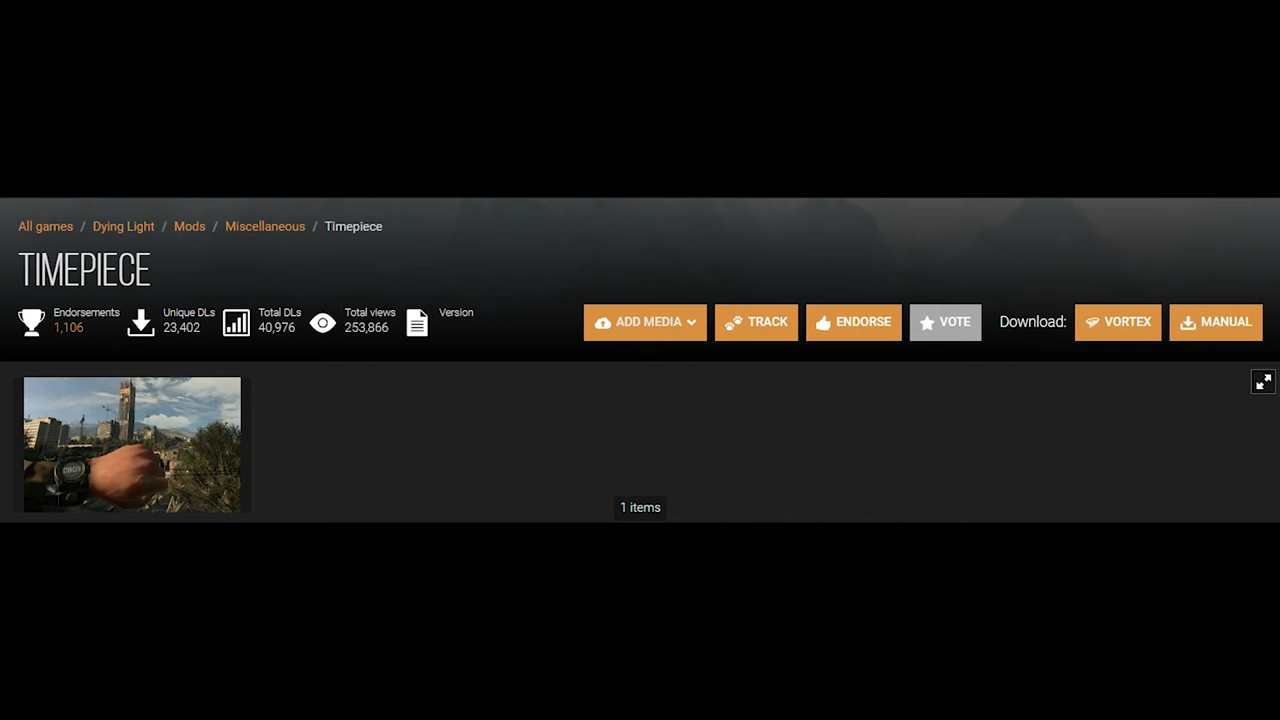 All games / Dying Light / Mods / Miscellaneous / Timepiece
TIMEPIECE
Endorsements
1,106
Unique DLs
23,402
Total DLs
40,976
Total views
253,866
Version
ADD MEDIA
TRACK
ENDORSE
VOTE
Download:
VORTEX
MANUAL
1 items